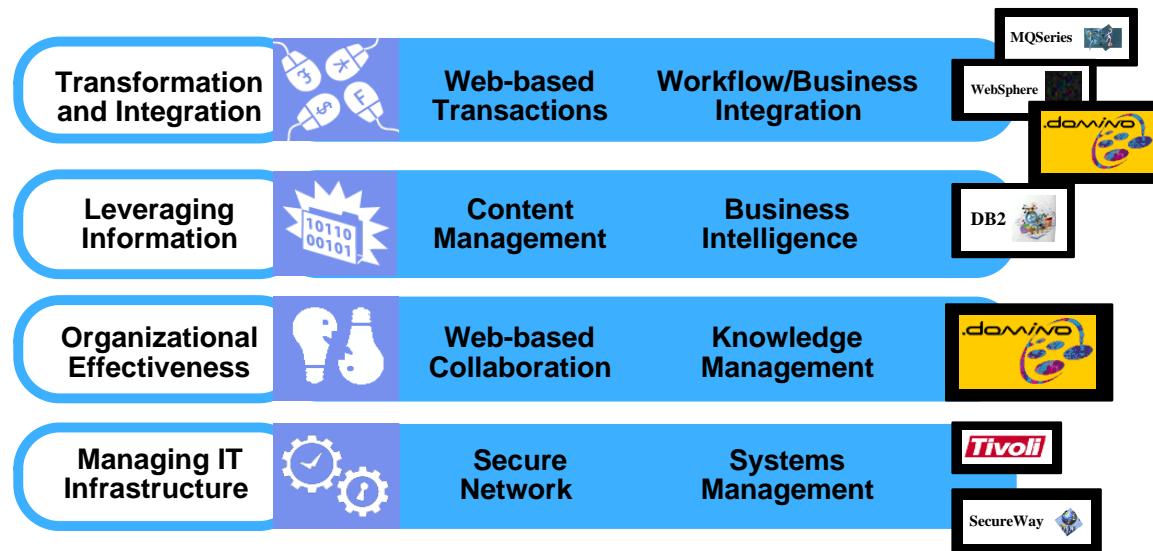 MQSeries
Transformation
and Integration
Web-based
Transactions
Workflow/Business
Integration
WebSphere
.domino
Leveraging
Information
10110
00101
Content
Management
Business
Intelligence
DB2
Organizational
Effectiveness
Web-based
Collaboration
Knowledge
Management
.domino
Managing IT
Infrastructure
Secure
Network
Systems
Management
Tivoli
SecureWay